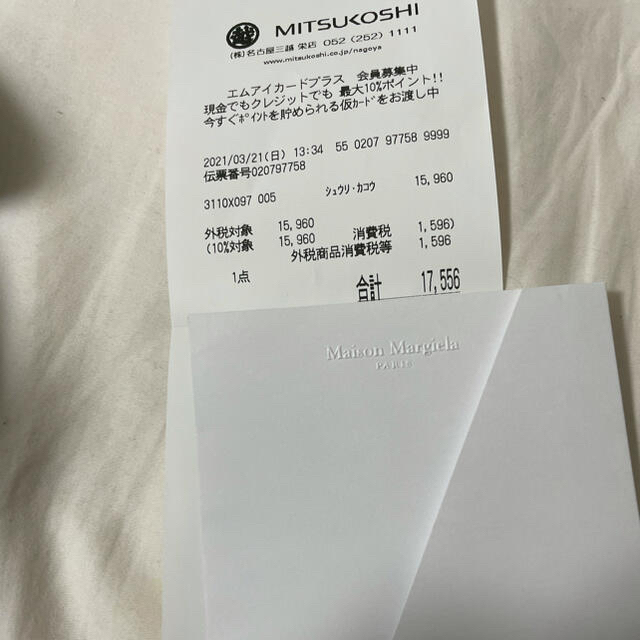 越 MITSUKOSHI
(株)名古屋三越 栄店 052 (252) 1111
www.mitsukoshi.co.jp/nagoya
エムアイカードプラス 会員募集中
現金でもクレジットでも 最大10%ポイント!!
今すぐﾎﾟｲﾝﾄを貯められる仮ｶｰﾄﾞをお渡し中
2021/03/21(日) 13:34 55 0207 97758 9999
伝票番号020797758
3110X097 005 シュウリ・カコウ 15,960
外税対象 15,960 消費税 1,596)
(10%対象 15,960 外税商品消費税等 1,596
1点 合計 17,556
Maison Margiela
PARIS